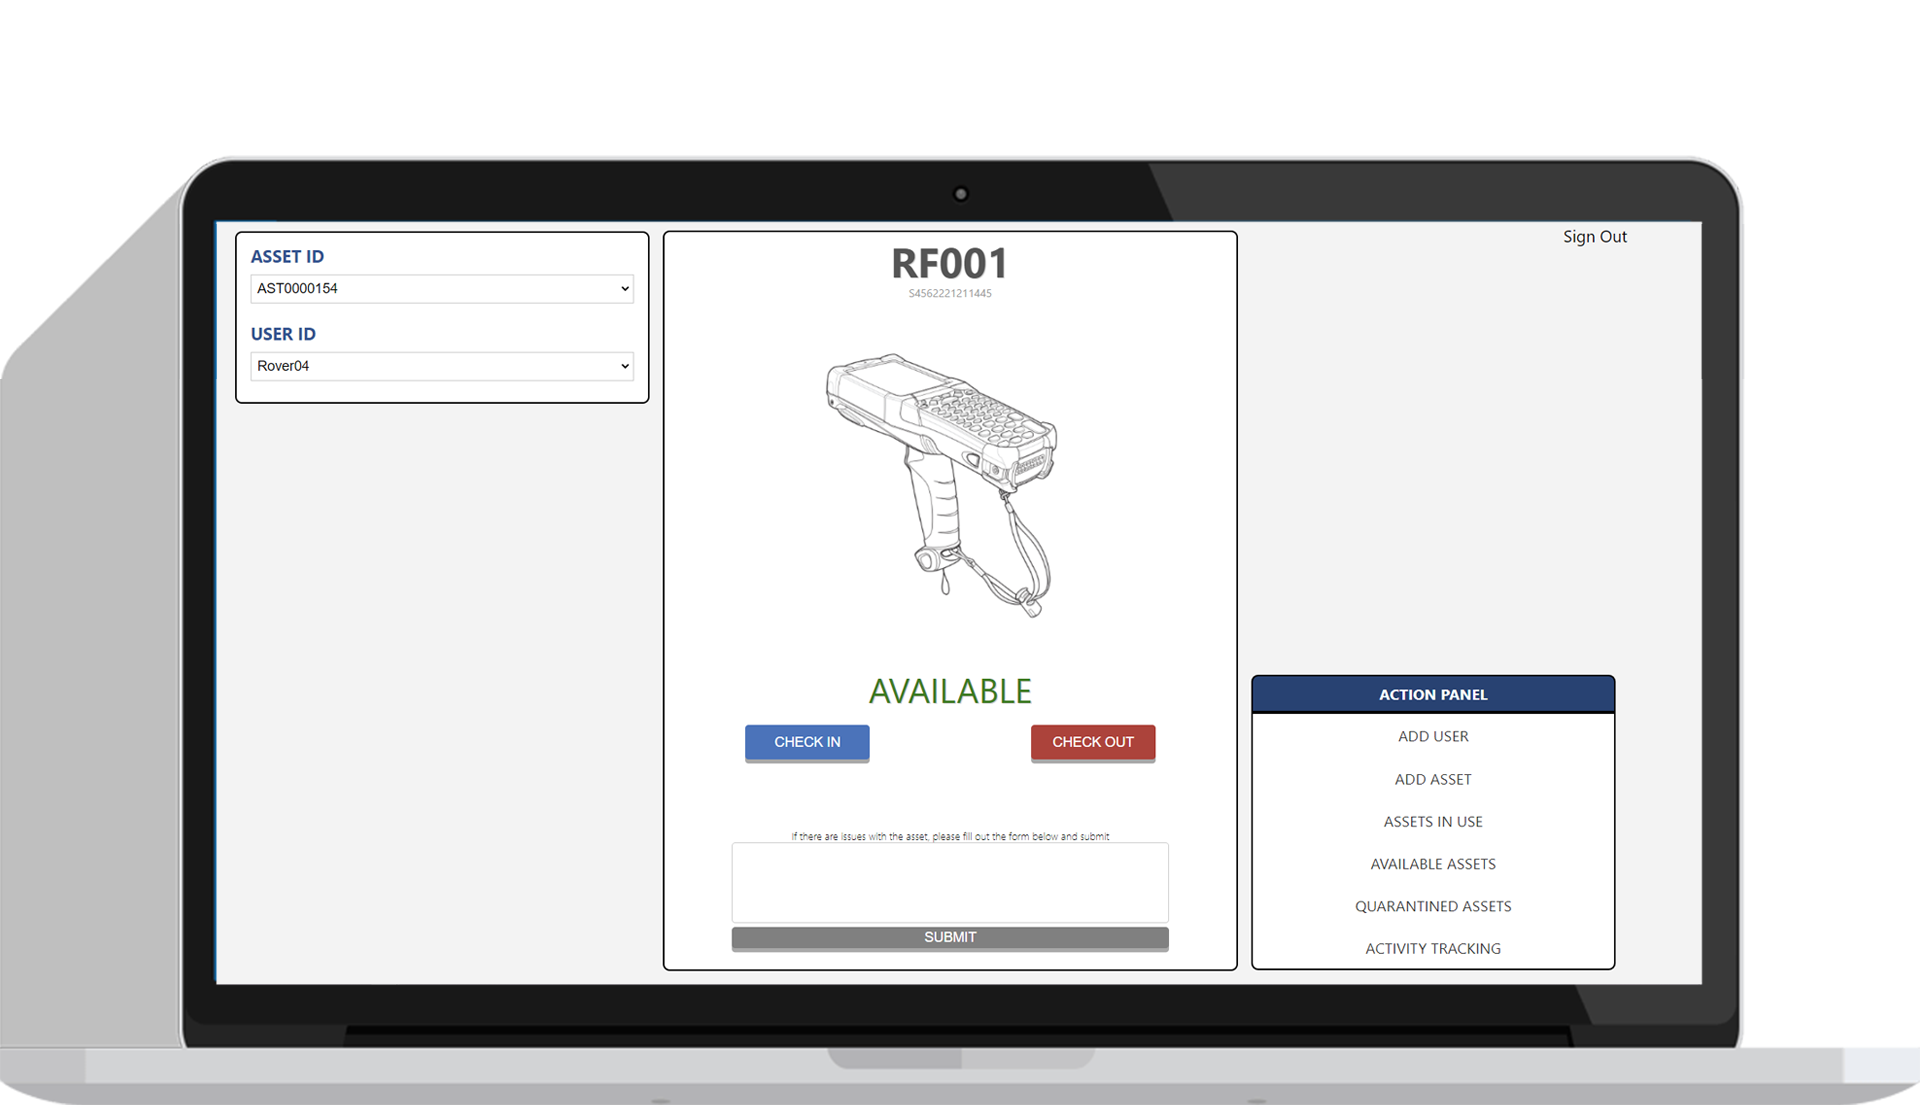 ASSET ID
AST0000154
USER ID
Rover04
RF001
S4562221211445
AVAILABLE
CHECK IN
CHECK OUT
If there are issues with the asset, please fill out the form below and submit
SUBMIT
Sign Out
ACTION PANEL
ADD USER
ADD ASSET
ASSETS IN USE
AVAILABLE ASSETS
QUARANTINED ASSETS
ACTIVITY TRACKING